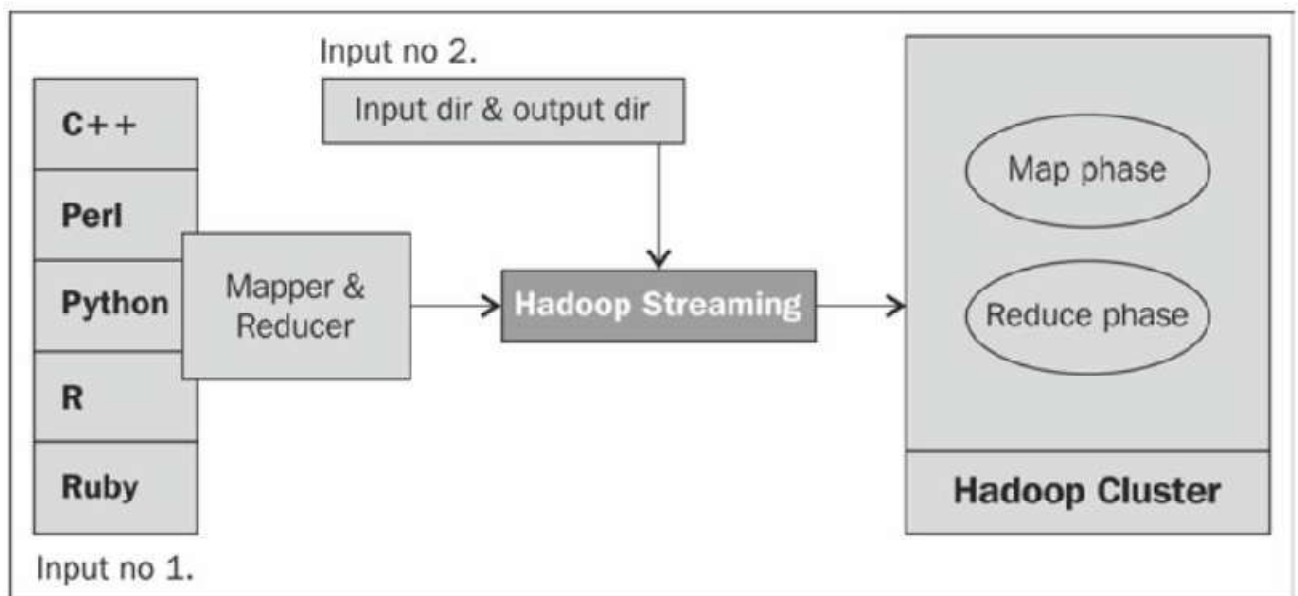 Input no 2.
Input dir & output dir
C++
Perl
Python
R
Ruby
Mapper &
Reducer
Hadoop Streaming
Map phase
Reduce phase
Hadoop Cluster
Input no 1.